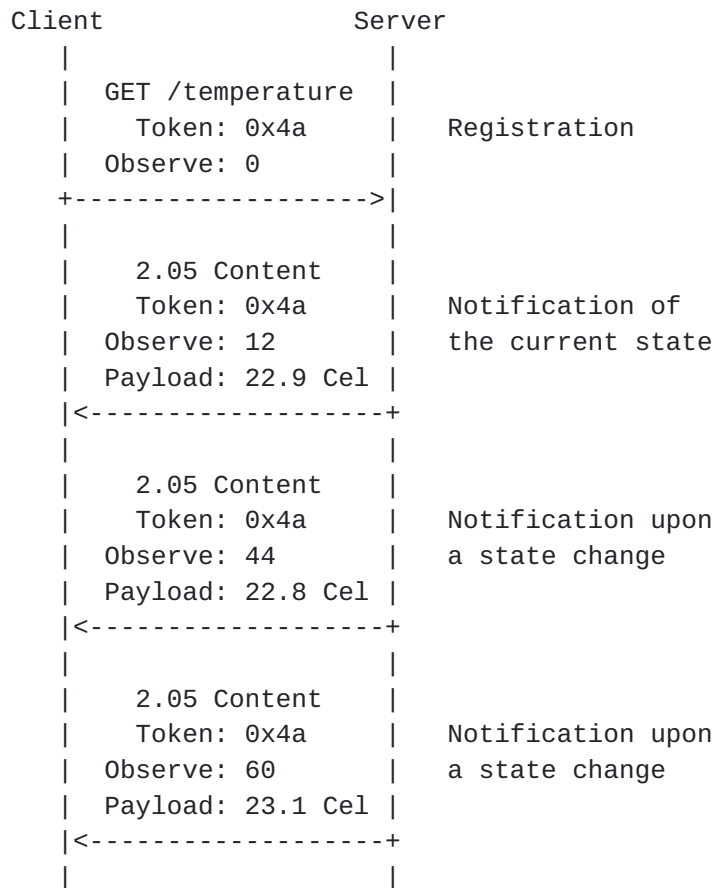 Client Server
GET /temperature
Token: 0x4a Registration
Observe: 0
2.05 Content
Token: 0x4a Notification of
Observe: 12 the current state
Payload: 22.9 Cel
2.05 Content
Token: 0x4a Notification upon
Observe: 44 a state change
Payload: 22.8 Cel
2.05 Content
Token: 0x4a Notification upon
Observe: 60 a state change
Payload: 23.1 Cel